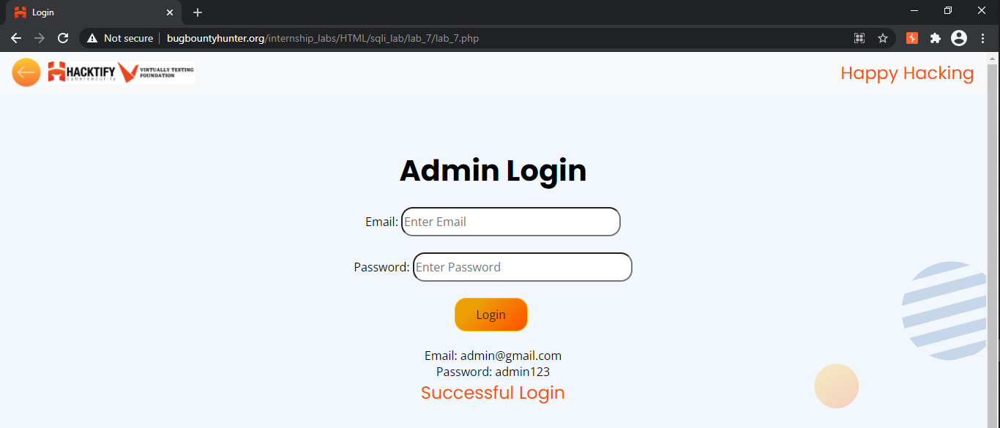 Login
Not secure bugbountyhunter.org/internship_labs/HTML/sqli_lab/lab_7/lab_7.php
HACKTIFY
cybersecurity
VIRTUALLY TESTING
FOUNDATION
Happy Hacking
Admin Login
Email: Enter Email
Password: Enter Password
Login
Email: admin@gmail.com
Password: admin123
Successful Login